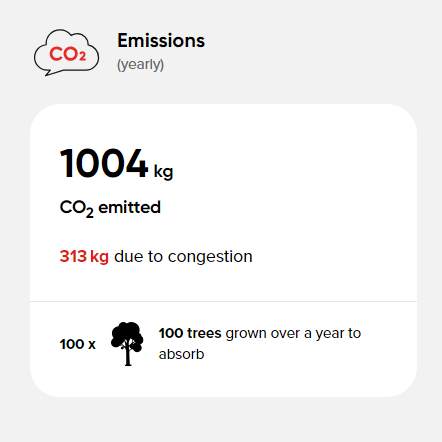 CO2
Emissions
(yearly)
1004 kg
CO₂ emitted
313 kg due to congestion
100 x
100 trees grown over a year to
absorb